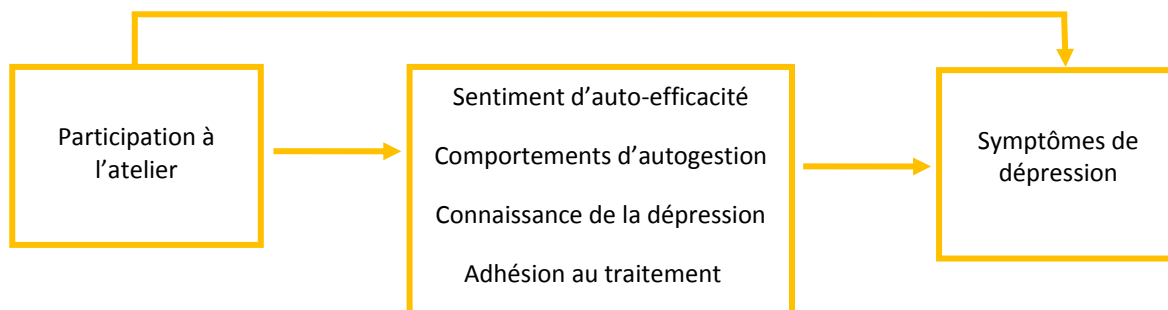 Participation à
l’atelier
Sentiment d’auto-efficacité
Comportements d’autogestion
Connaissance de la dépression
Adhésion au traitement
Symptômes de
dépression